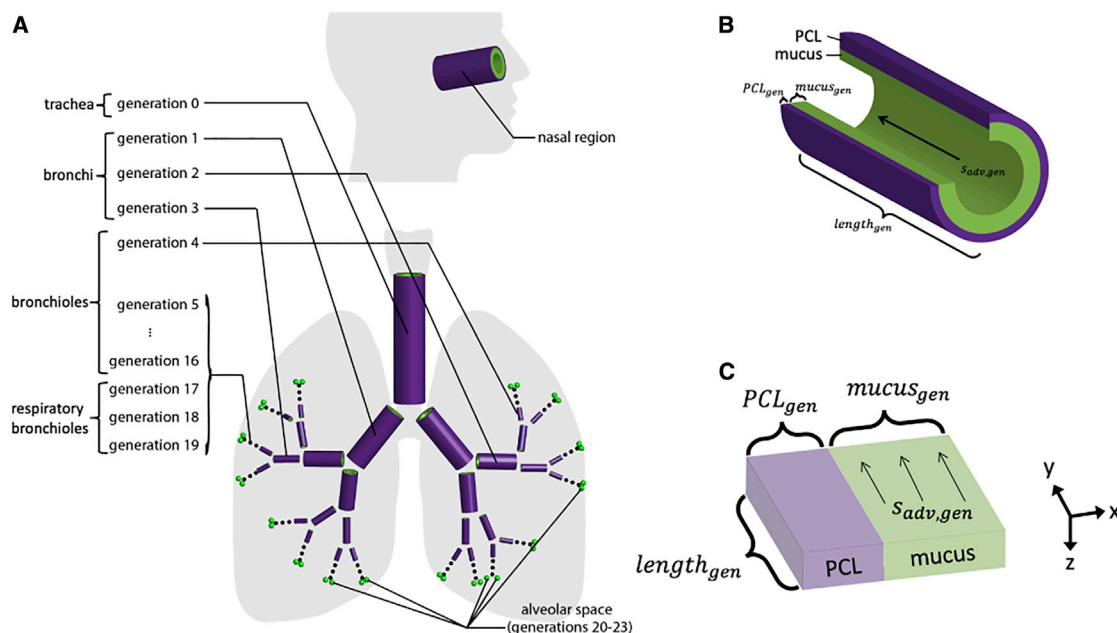 A
trachea
generation 0
nasal region
bronchi
generation 1
generation 2
generation 3
bronchioles
generation 4
generation 5
⋮
generation 16
respiratory
bronchioles
generation 17
generation 18
generation 19
alveolar space
(generations 20-23)
B
PCL
mucus
PCL_gen
mucus_gen
s_adv,gen
length_gen
C
PCL_gen
mucus_gen
s_adv,gen
length_gen
PCL
mucus
y
x
z